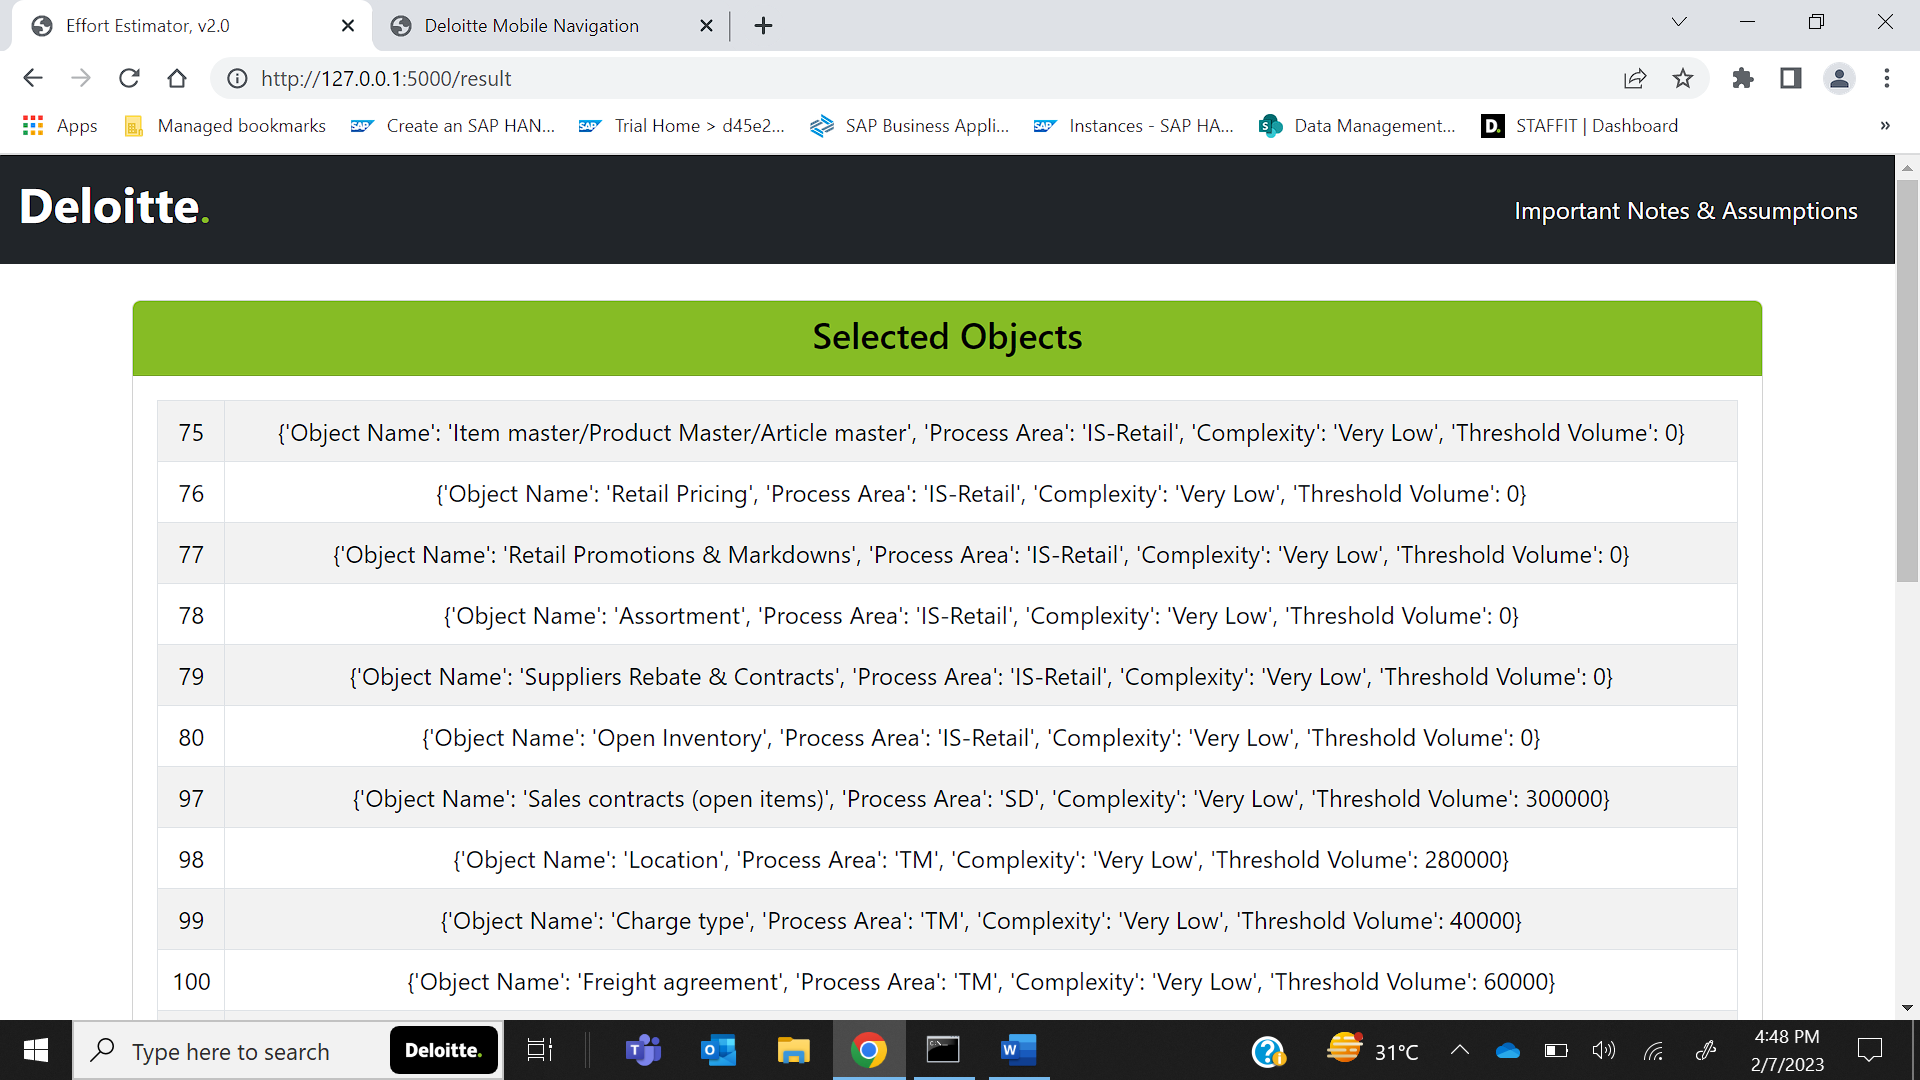 Effort Estimator, v2.0
Deloitte Mobile Navigation
http://127.0.0.1:5000/result
Apps
Managed bookmarks
Create an SAP HAN...
Trial Home > d45e2...
SAP Business Appli...
Instances - SAP HA...
Data Management...
STAFFIT | Dashboard
Deloitte.
Important Notes & Assumptions
Selected Objects
75 {'Object Name': 'Item master/Product Master/Article master', 'Process Area': 'IS-Retail', 'Complexity': 'Very Low', 'Threshold Volume': 0}
76 {'Object Name': 'Retail Pricing', 'Process Area': 'IS-Retail', 'Complexity': 'Very Low', 'Threshold Volume': 0}
77 {'Object Name': 'Retail Promotions & Markdowns', 'Process Area': 'IS-Retail', 'Complexity': 'Very Low', 'Threshold Volume': 0}
78 {'Object Name': 'Assortment', 'Process Area': 'IS-Retail', 'Complexity': 'Very Low', 'Threshold Volume': 0}
79 {'Object Name': 'Suppliers Rebate & Contracts', 'Process Area': 'IS-Retail', 'Complexity': 'Very Low', 'Threshold Volume': 0}
80 {'Object Name': 'Open Inventory', 'Process Area': 'IS-Retail', 'Complexity': 'Very Low', 'Threshold Volume': 0}
97 {'Object Name': 'Sales contracts (open items)', 'Process Area': 'SD', 'Complexity': 'Very Low', 'Threshold Volume': 300000}
98 {'Object Name': 'Location', 'Process Area': 'TM', 'Complexity': 'Very Low', 'Threshold Volume': 280000}
99 {'Object Name': 'Charge type', 'Process Area': 'TM', 'Complexity': 'Very Low', 'Threshold Volume': 40000}
100 {'Object Name': 'Freight agreement', 'Process Area': 'TM', 'Complexity': 'Very Low', 'Threshold Volume': 60000}
Type here to search
Deloitte.
31°C
4:48 PM
2/7/2023